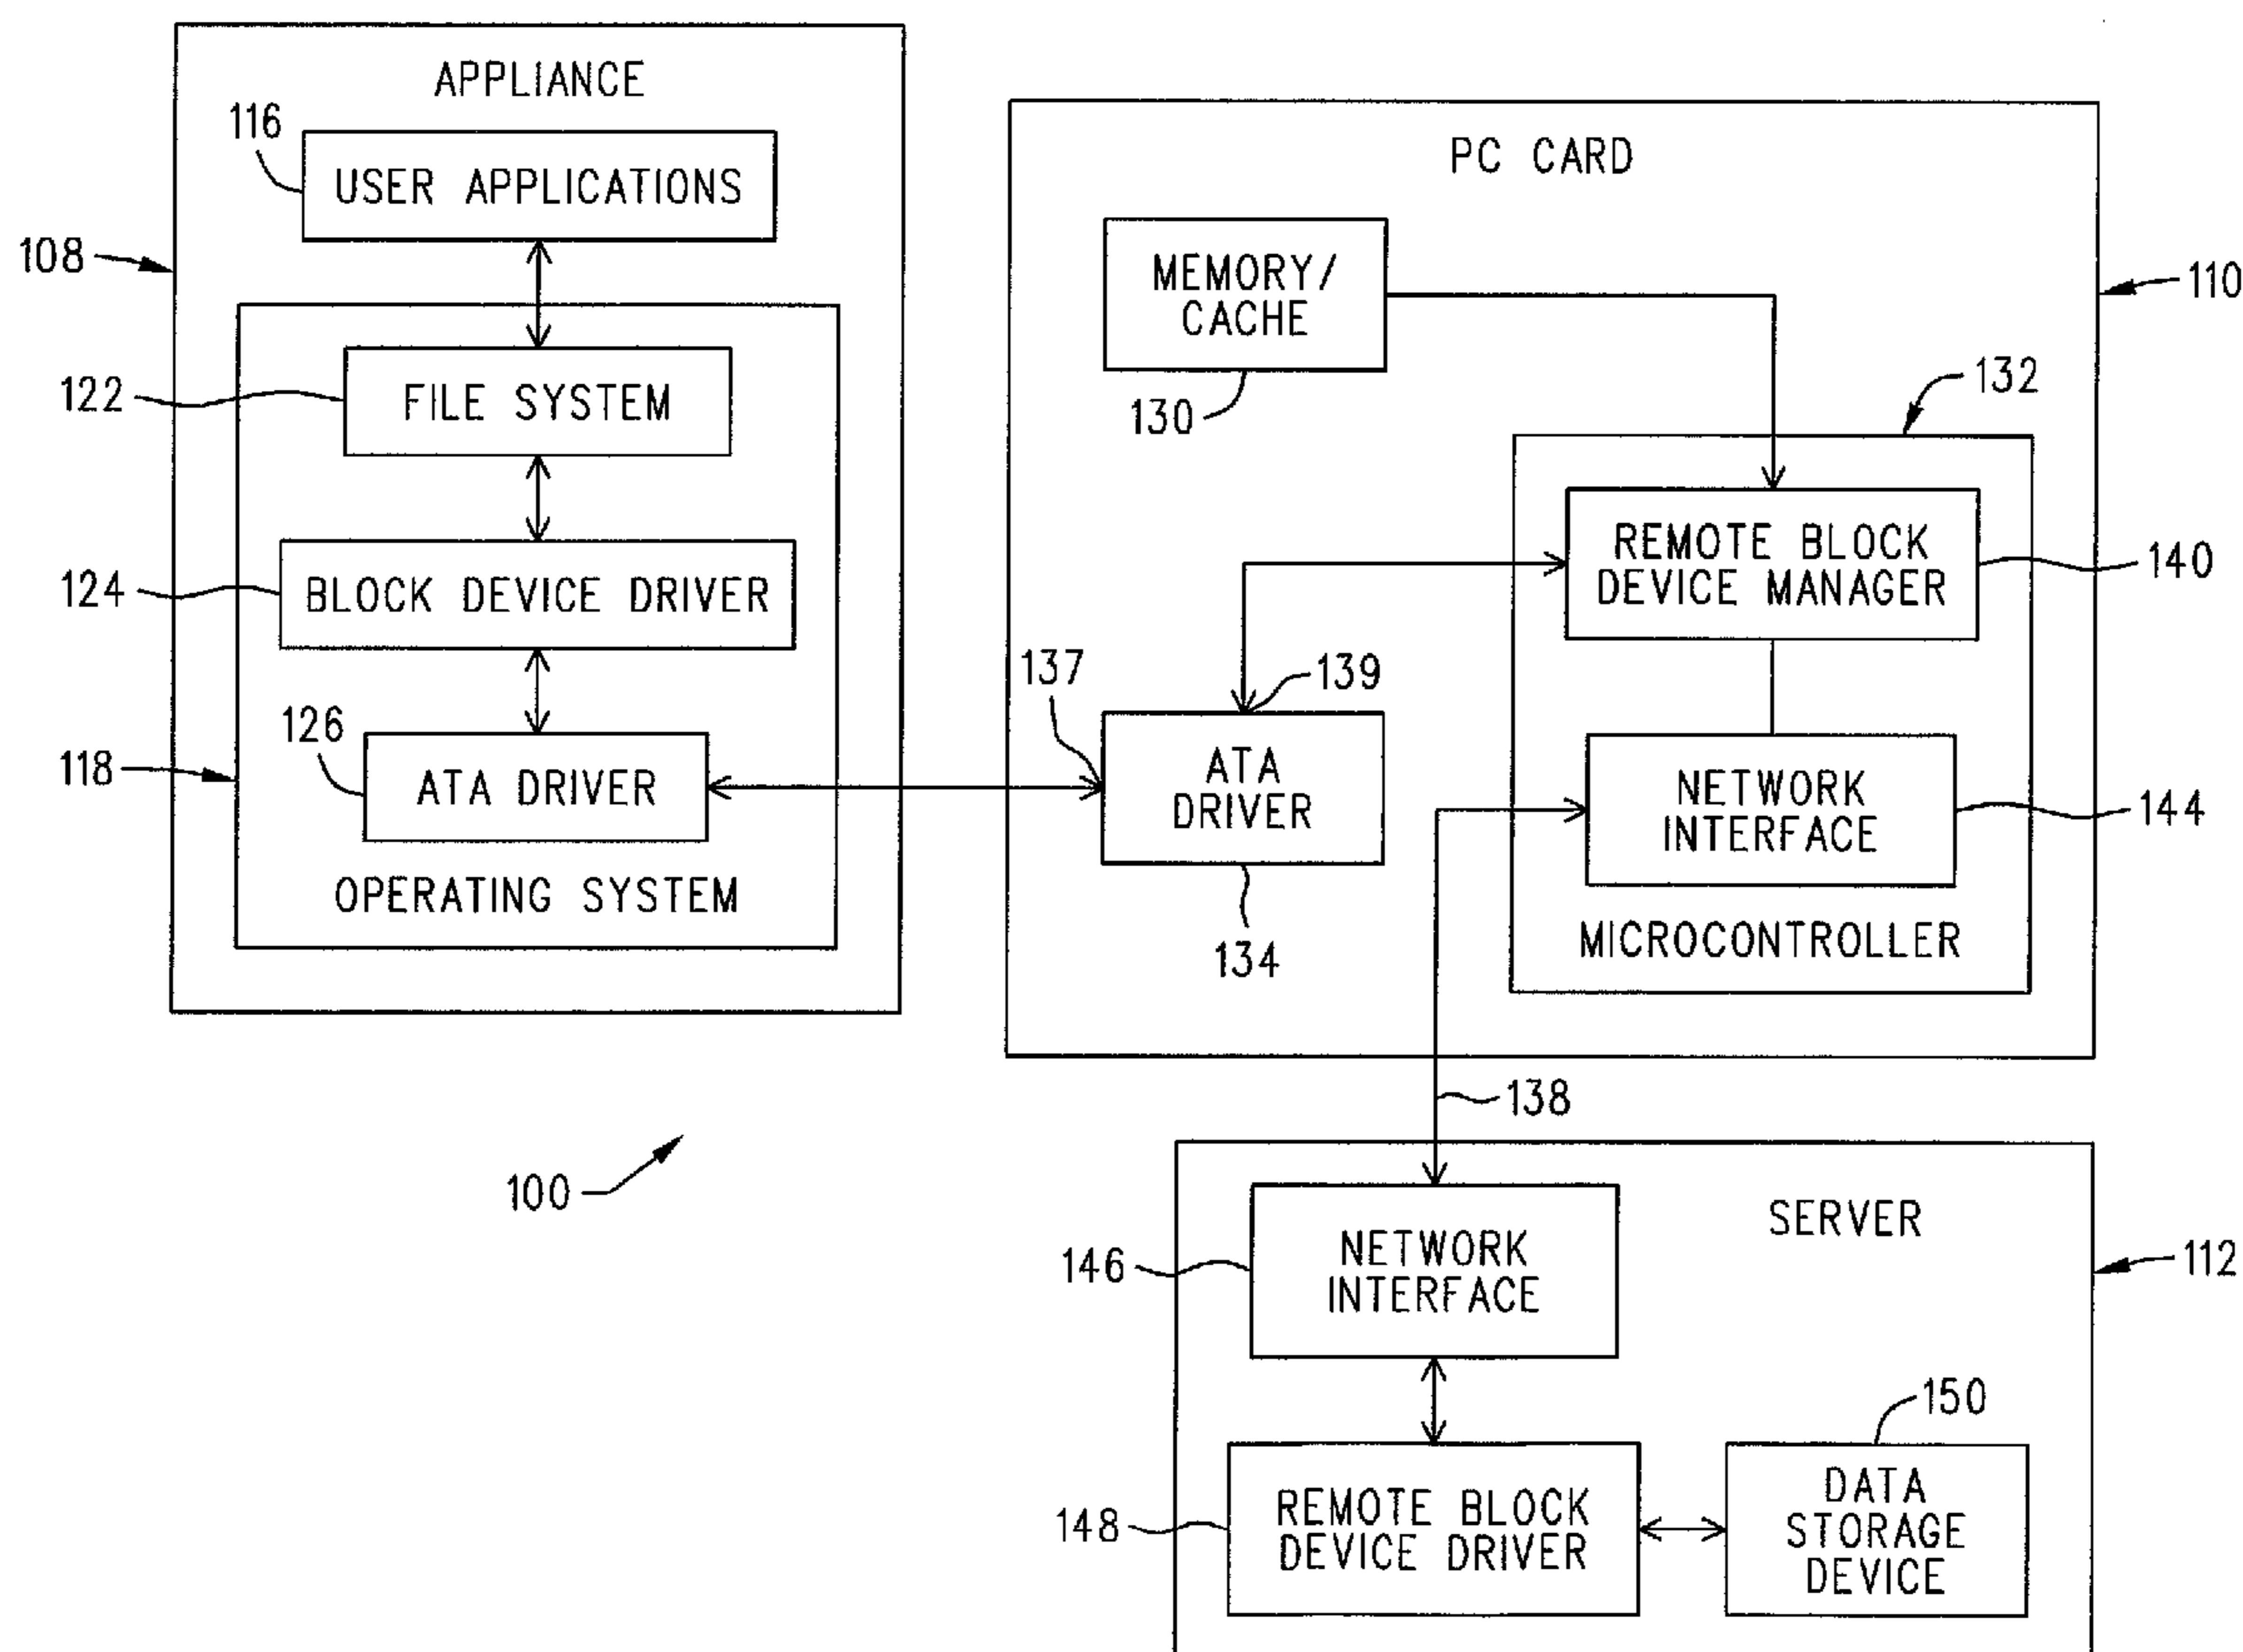 APPLIANCE
116
USER APPLICATIONS
108
122
FILE SYSTEM
124
BLOCK DEVICE DRIVER
126
118
ATA DRIVER
OPERATING SYSTEM
PC CARD
110
MEMORY/
CACHE
130
132
REMOTE BLOCK
DEVICE MANAGER
140
137
139
ATA
DRIVER
134
NETWORK
INTERFACE
144
MICROCONTROLLER
138
100
SERVER
112
146
NETWORK
INTERFACE
148
REMOTE BLOCK
DEVICE DRIVER
150
DATA
STORAGE
DEVICE